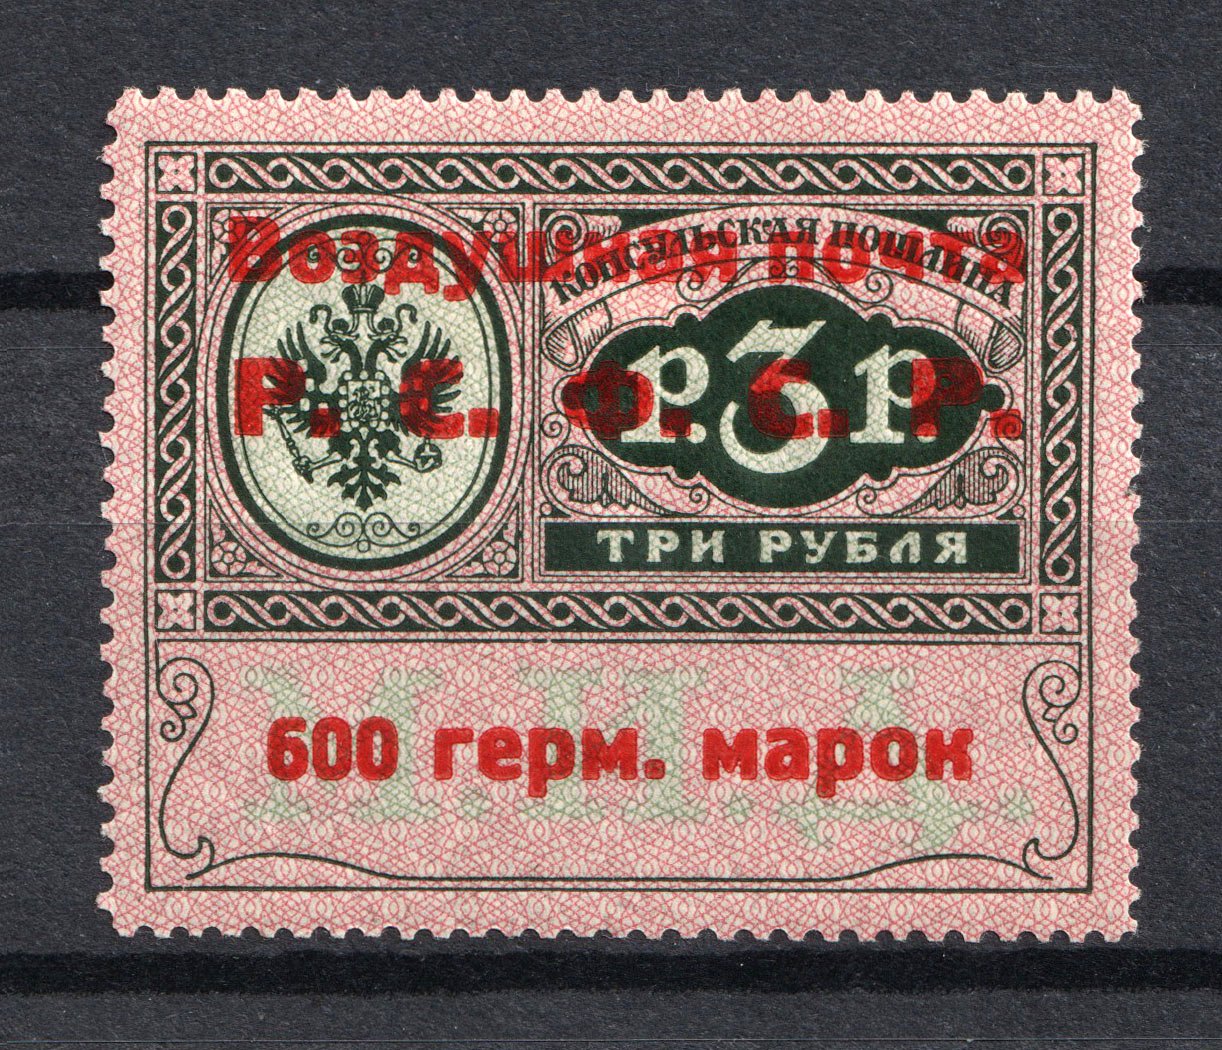 Воздушная почта
КОНСУЛЬСКАЯ ПОШЛИНА
Р. С. Ф. С. Р.
Р. 3 Р.
ТРИ РУБЛЯ
М.И.Д.
600 герм. марок